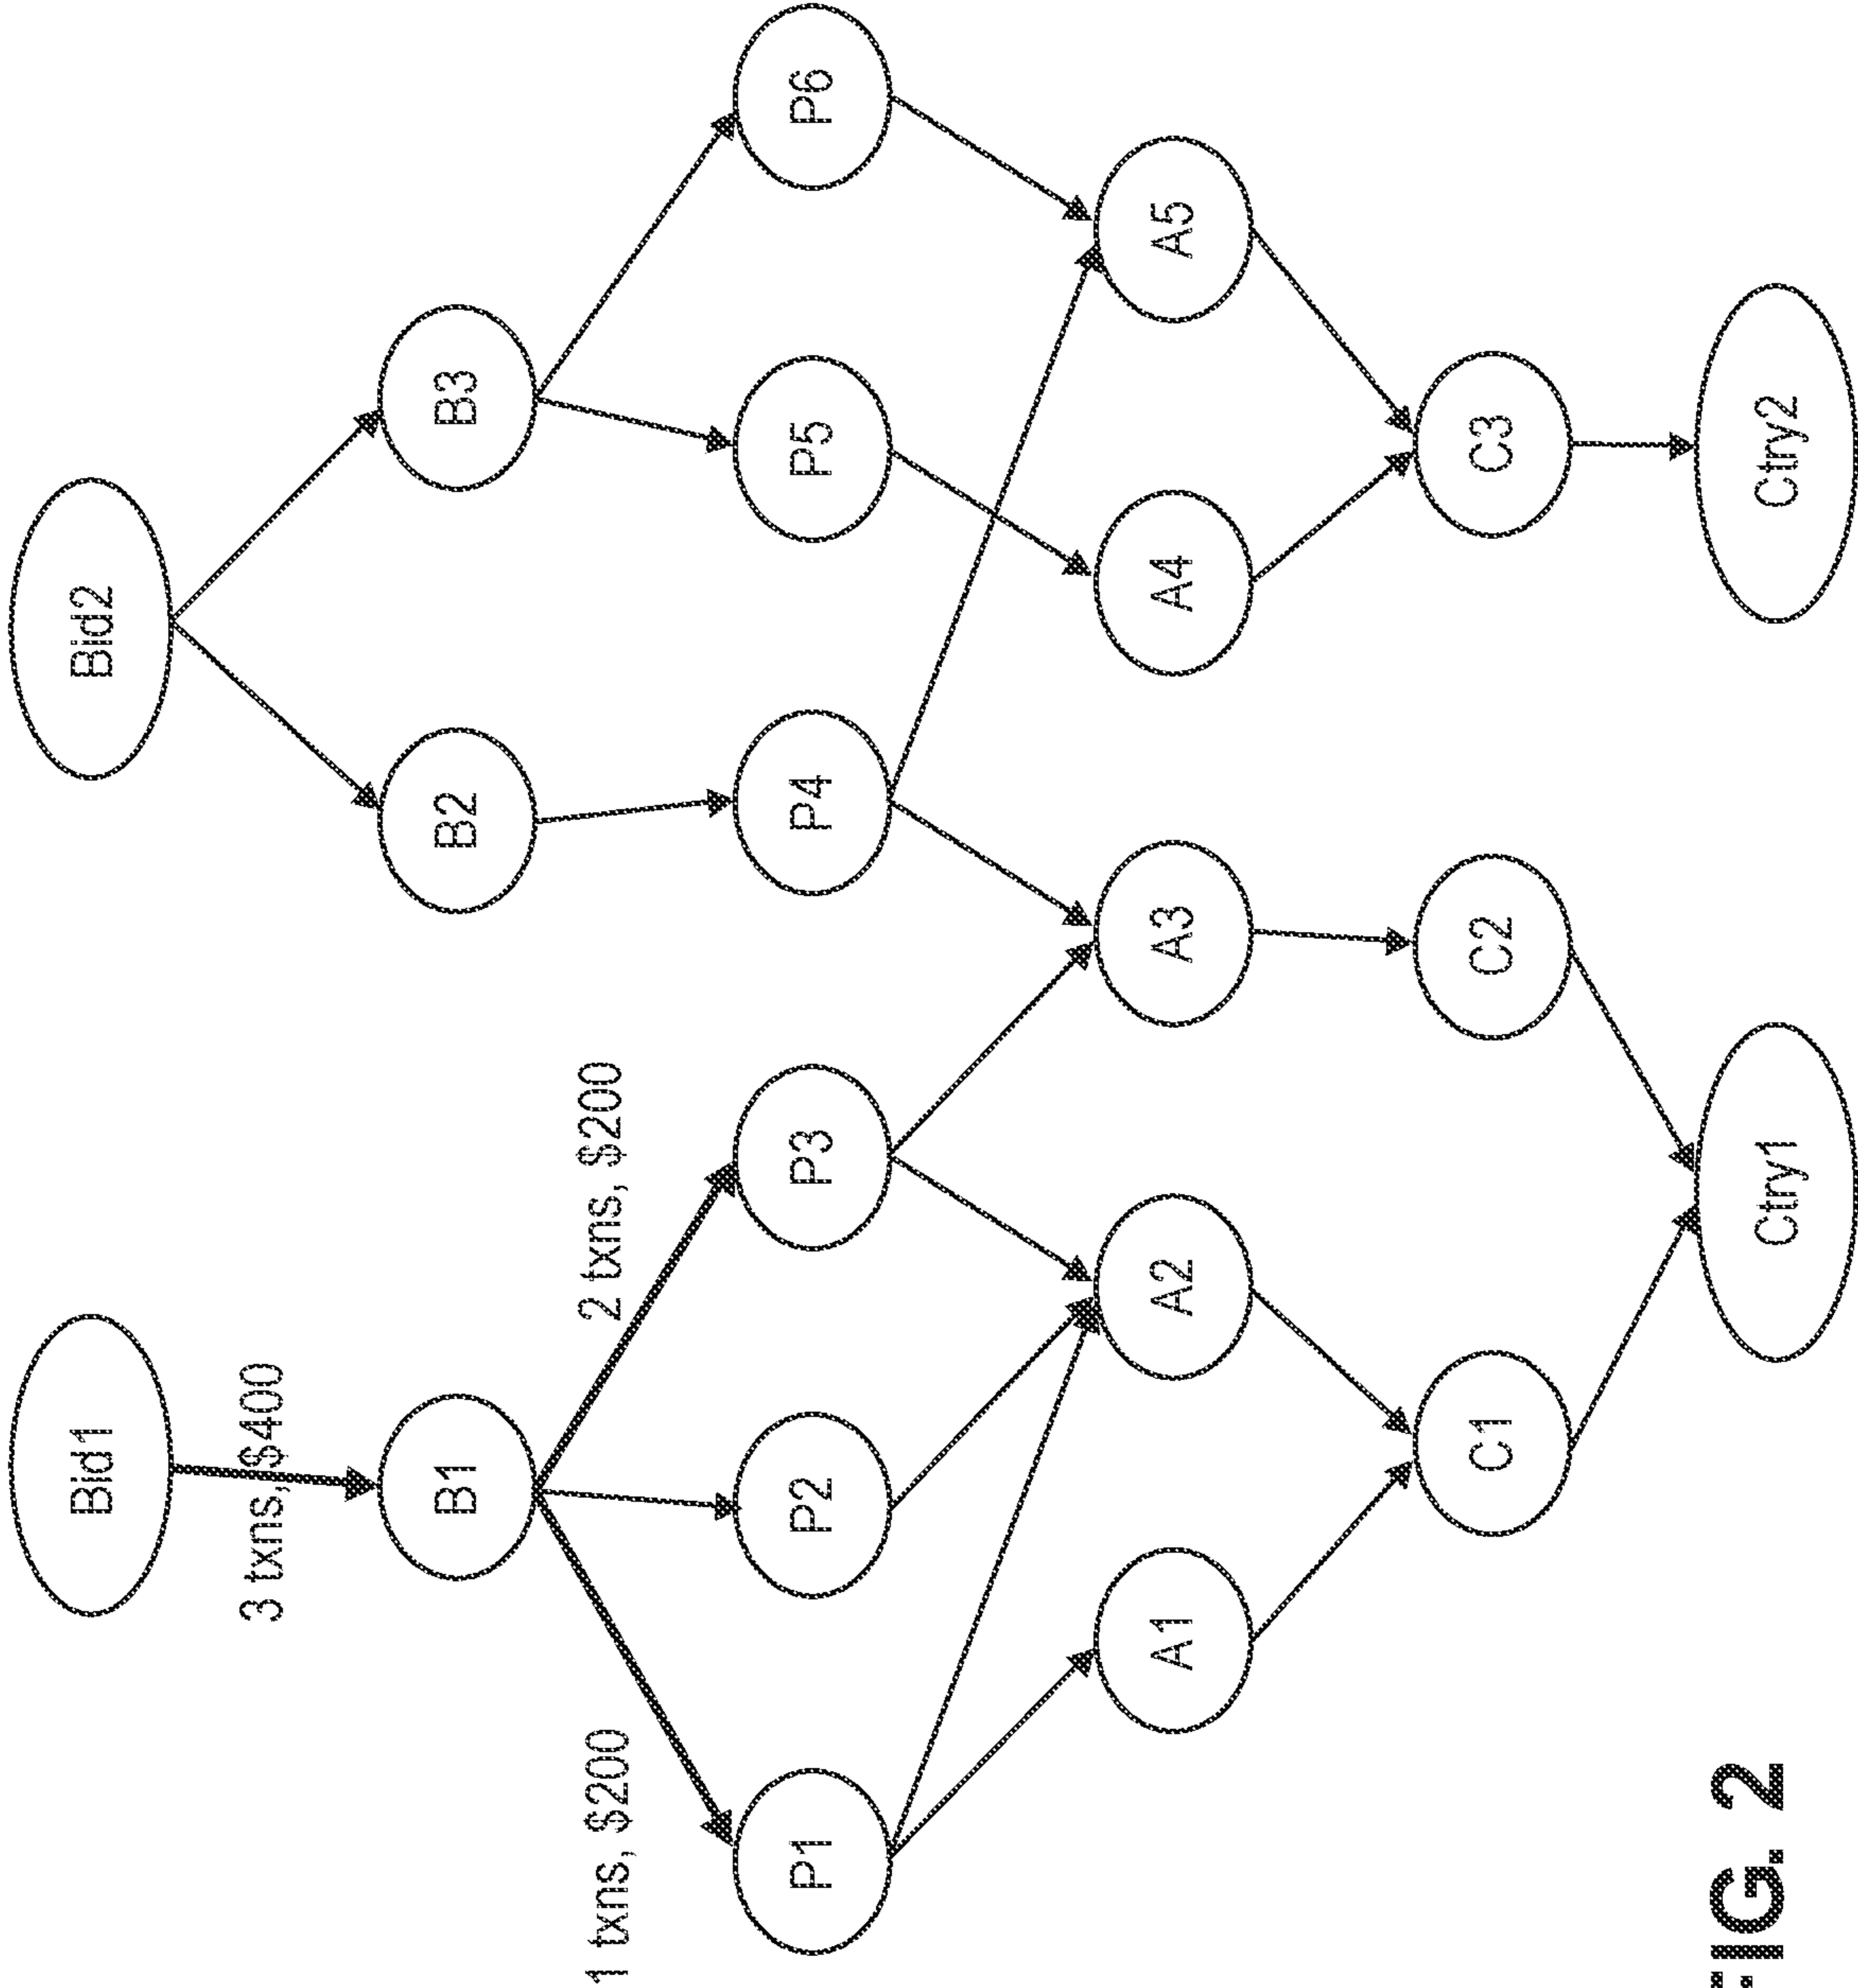 Bid1
Bid2
3 txns, $400
B1
B2
B3
1 txns, $200
2 txns, $200
P1
P2
P3
P4
P5
P6
A1
A2
A3
A4
A5
C1
C2
C3
Ctry1
Ctry2
FIG. 2